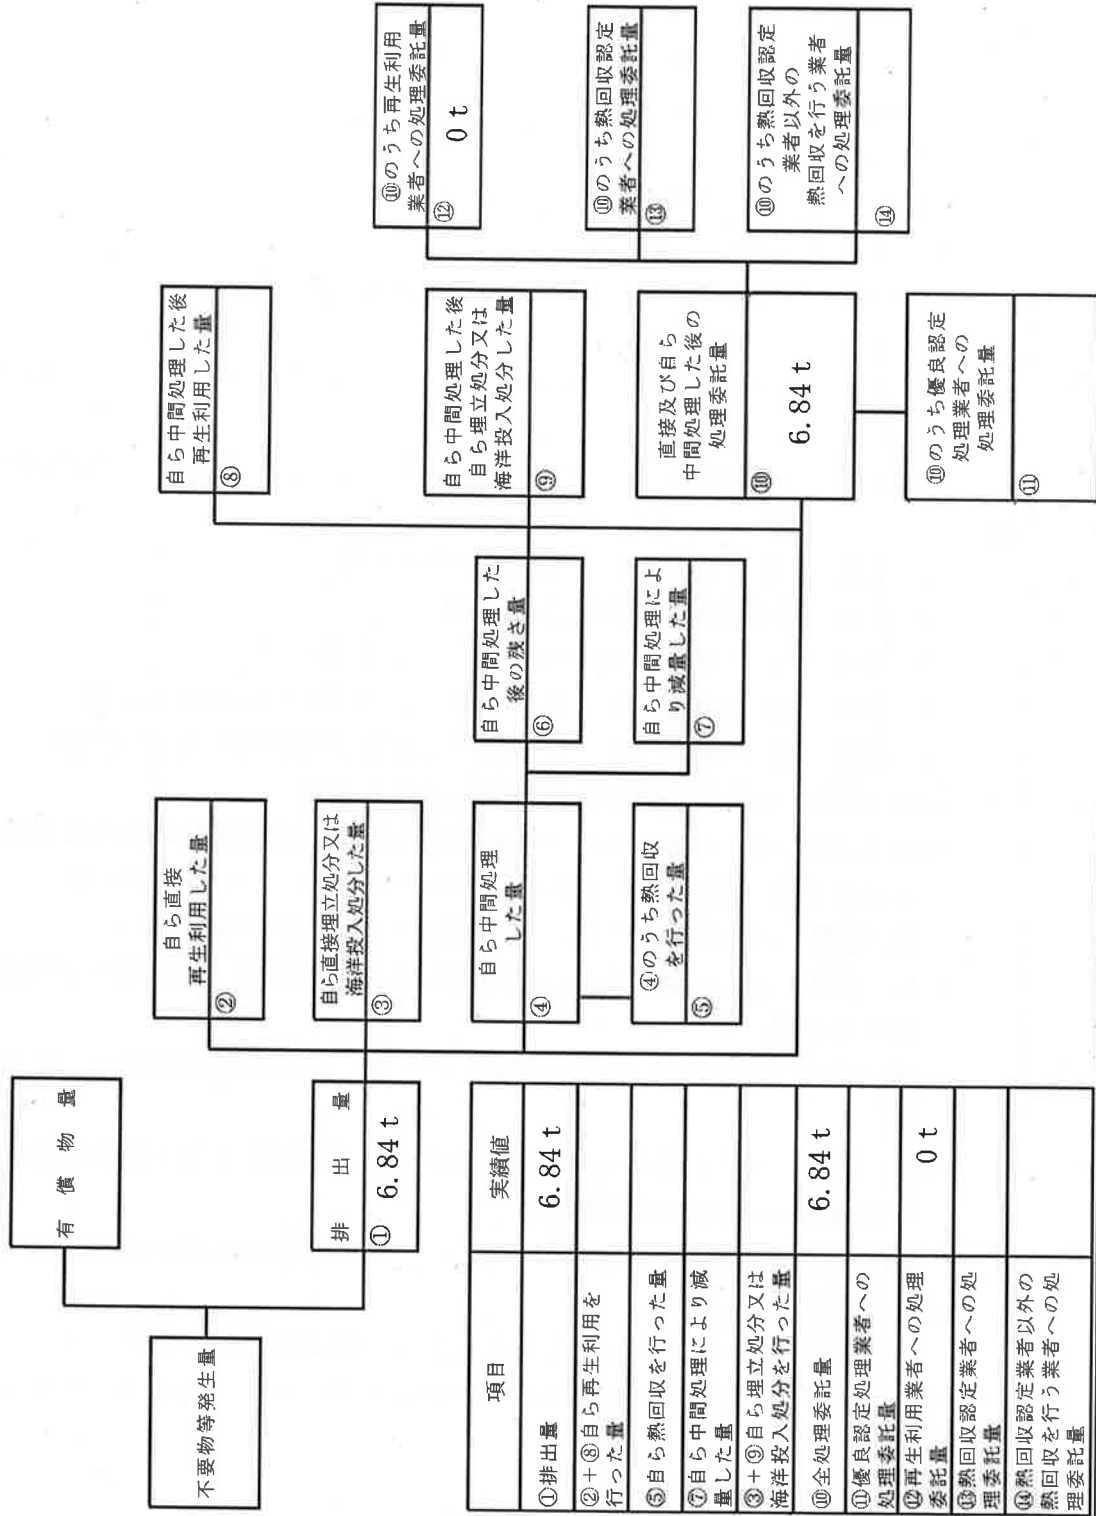 不要物等発生量
有償物量
排出量
① 6.84 t
自ら直接
再生利用した量
②
自ら直接埋立処分又は
海洋投入処分した量
③
自ら中間処理
した量
④
④のうち熱回収
を行った量
⑤
自ら中間処理した
後の残さ量
⑥
自ら中間処理によ
り減量した量
⑦
自ら中間処理した後
再生利用した量
⑧
自ら中間処理した後
自ら埋立処分又は
海洋投入処分した量
⑨
直接及び自ら
中間処理した後の
処理委託量
⑩
6.84 t
⑩のうち優良認定
処理業者への
処理委託量
⑪
⑩のうち再生利用
業者への処理委託量
⑫
0 t
⑩のうち熱回収認定
業者への処理委託量
⑬
⑩のうち熱回収認定
業者以外の
熱回収を行う業者
への処理委託量
⑭
項目 実績値
①排出量 6.84 t
②+⑧自ら再生利用を
行った量
⑤自ら熱回収を行った量
⑦自ら中間処理により減
量した量
③+⑨自ら埋立処分又は
海洋投入処分を行った量
⑩全処理委託量 6.84 t
⑪優良認定処理業者への
処理委託量
⑫再生利用業者への処理
委託量 0 t
⑬熱回収認定業者への処
理委託量
⑭熱回収認定業者以外の
熱回収を行う業者への処
理委託量